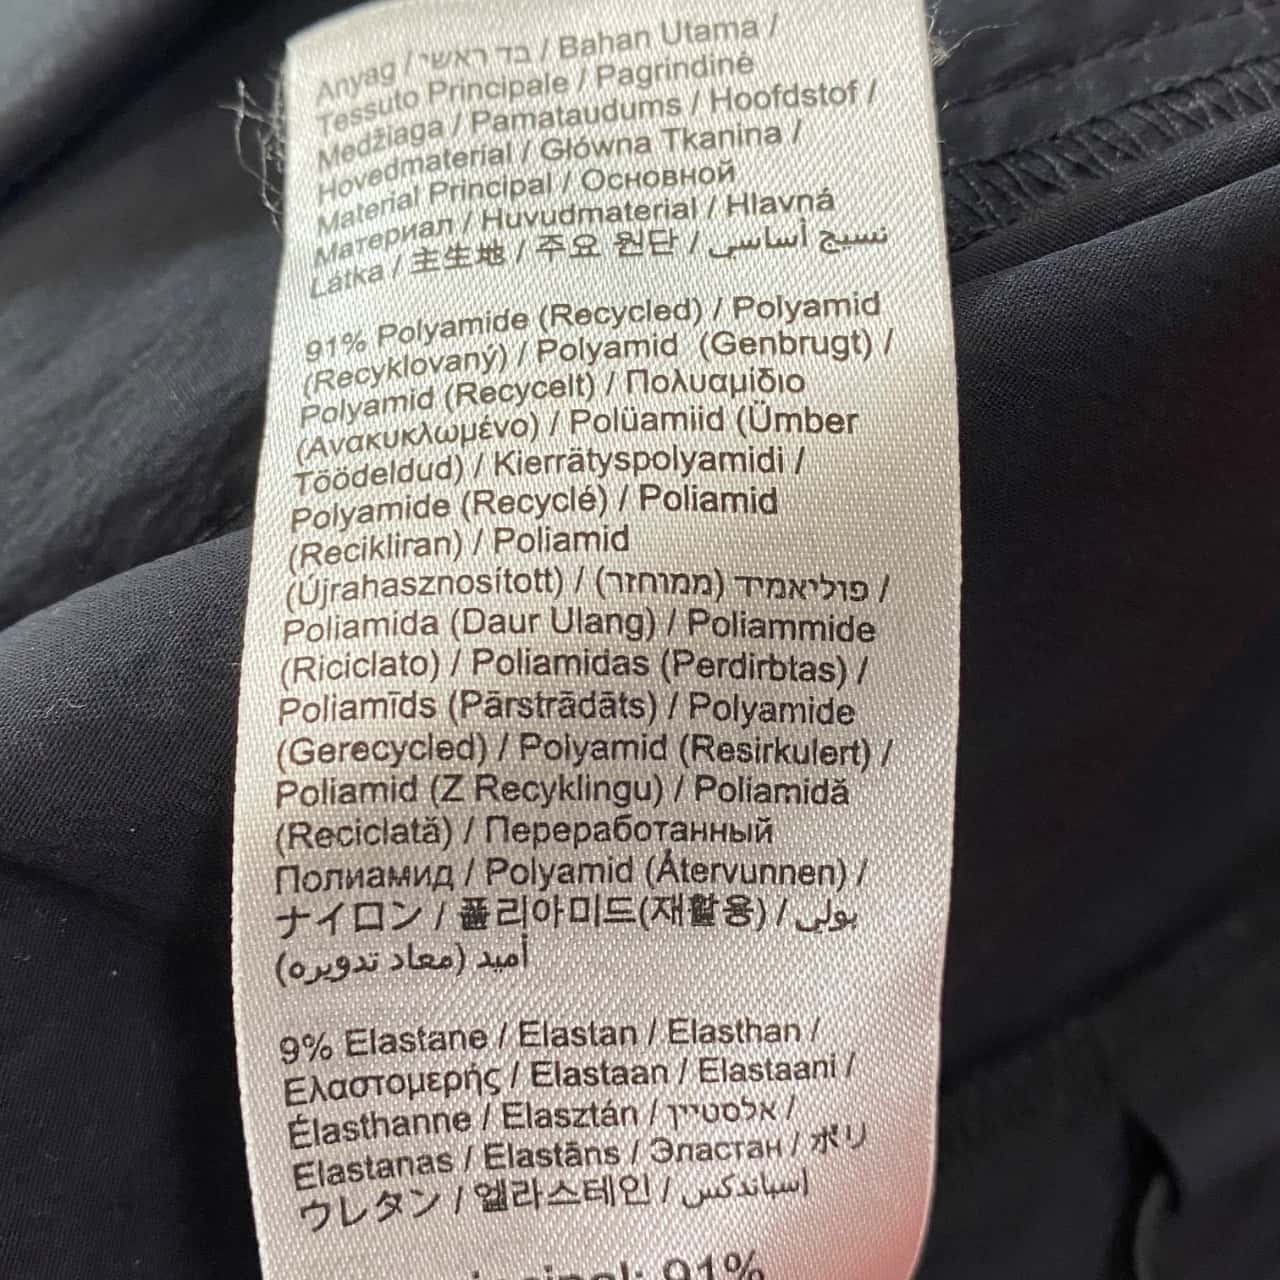 Anyag / בד ראשי / Bahan Utama /
Tessuto Principale / Pagrindinė
Medžiaga / Pamataudums / Hoofdstof /
Hovedmaterial / Główna Tkanina /
Material Principal / Основной
Материал / Huvudmaterial / Hlavná
Látka / 主生地 / 주요 원단 / نسيج أساسي
91% Polyamide (Recycled) / Polyamid
(Recyklovaný) / Polyamid (Genbrugt) /
Polyamid (Recycelt) / Πολυαμίδιο
(Ανακυκλωμένο) / Polüamiid (Ümber
Töödeldud) / Kierrätyspolyamidi /
Polyamide (Recyclé) / Poliamid
(Recikliran) / Poliamid
(Újrahasznosított) / פוליאמיד (ממוחזר) /
Poliamida (Daur Ulang) / Poliammide
(Riciclato) / Poliamidas (Perdirbtas) /
Poliamīds (Pārstrādāts) / Polyamide
(Gerecycled) / Polyamid (Resirkulert) /
Poliamid (Z Recyklingu) / Poliamidă
(Reciclată) / Переработанный
Полиамид / Polyamid (Återvunnen) /
ナイロン / 폴리아미드(재활용) / بولي
أميد (معاد تدويره)
9% Elastane / Elastan / Elasthan /
Ελαστομερής / Elastaan / Elastaani /
Élasthanne / Elasztán / אלסטיין /
Elastanas / Elastāns / Эластан / ポリ
ウレタン / 엘라스테인 / اسباندكس
91%